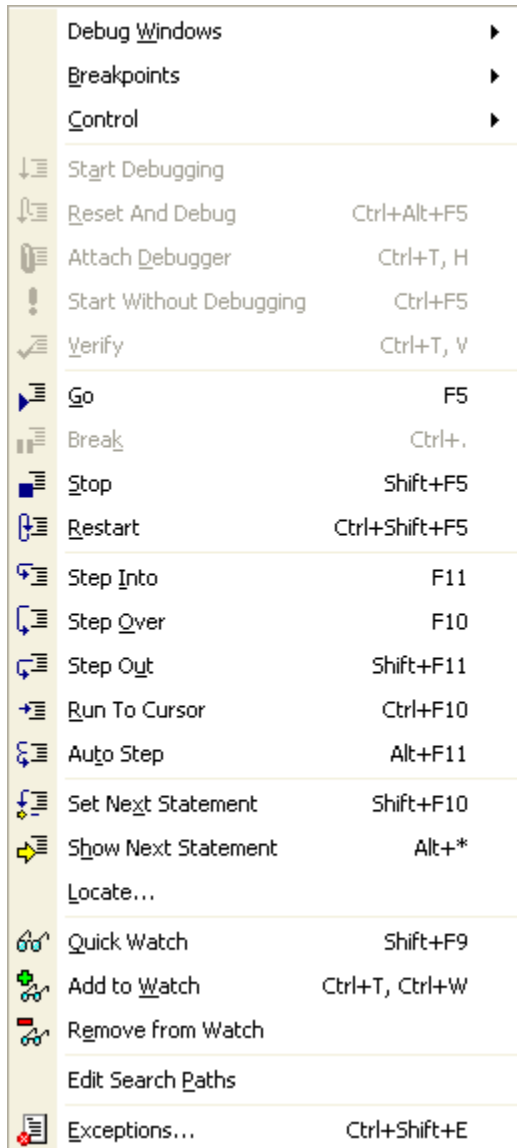 Debug Windows
Breakpoints
Control
Start Debugging
Reset And Debug Ctrl+Alt+F5
Attach Debugger Ctrl+T, H
Start Without Debugging Ctrl+F5
Verify Ctrl+T, V
Go F5
Break Ctrl+.
Stop Shift+F5
Restart Ctrl+Shift+F5
Step Into F11
Step Over F10
Step Out Shift+F11
Run To Cursor Ctrl+F10
Auto Step Alt+F11
Set Next Statement Shift+F10
Show Next Statement Alt+*
Locate...
Quick Watch Shift+F9
Add to Watch Ctrl+T, Ctrl+W
Remove from Watch
Edit Search Paths
Exceptions... Ctrl+Shift+E